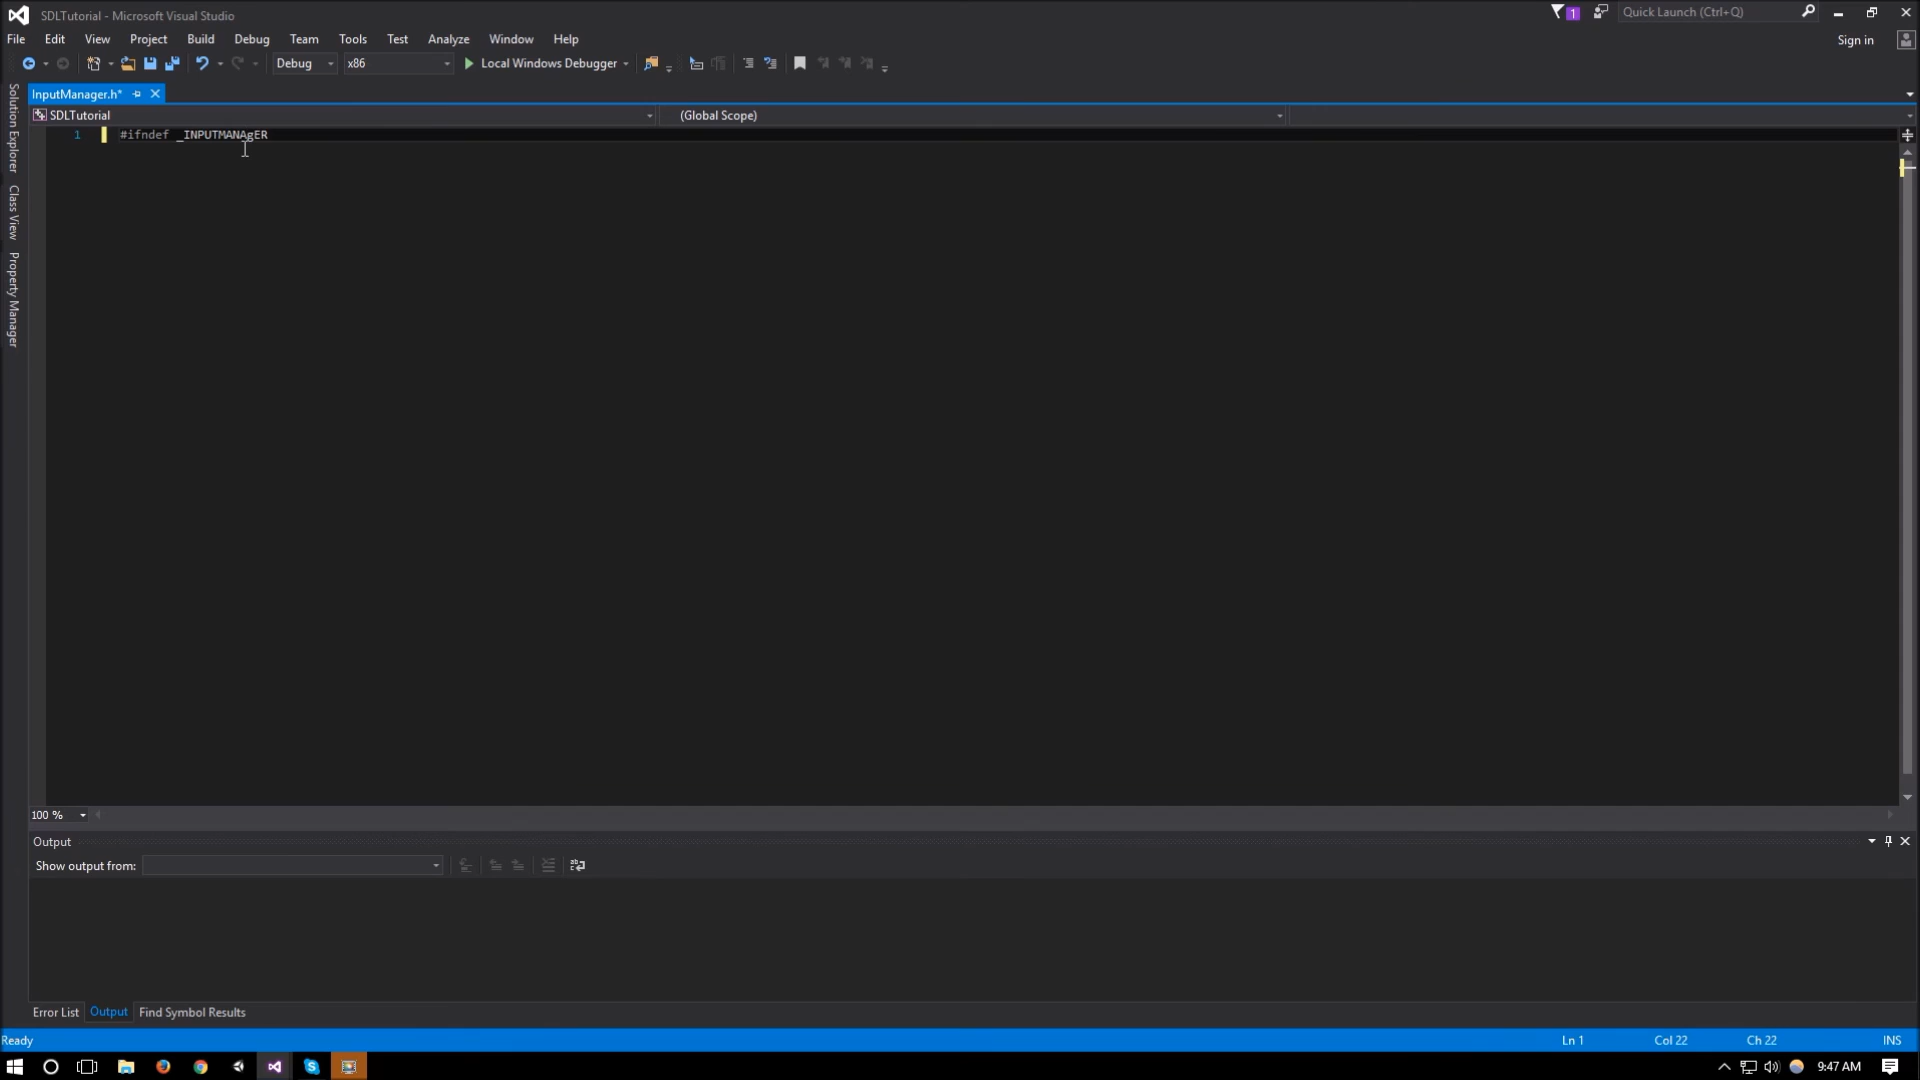 SDLTutorial - Microsoft Visual Studio
1
Quick Launch (Ctrl+Q)
File Edit View Project Build Debug Team Tools Test Analyze Window Help
Sign in
Debug x86 Local Windows Debugger
InputManager.h*
SDLTutorial (Global Scope)
Solution Explorer
Class View
Property Manager
1 #ifndef _INPUTMANAgER
100 %
Output
Show output from:
Error List Output Find Symbol Results
Ready Ln 1 Col 22 Ch 22 INS
9:47 AM